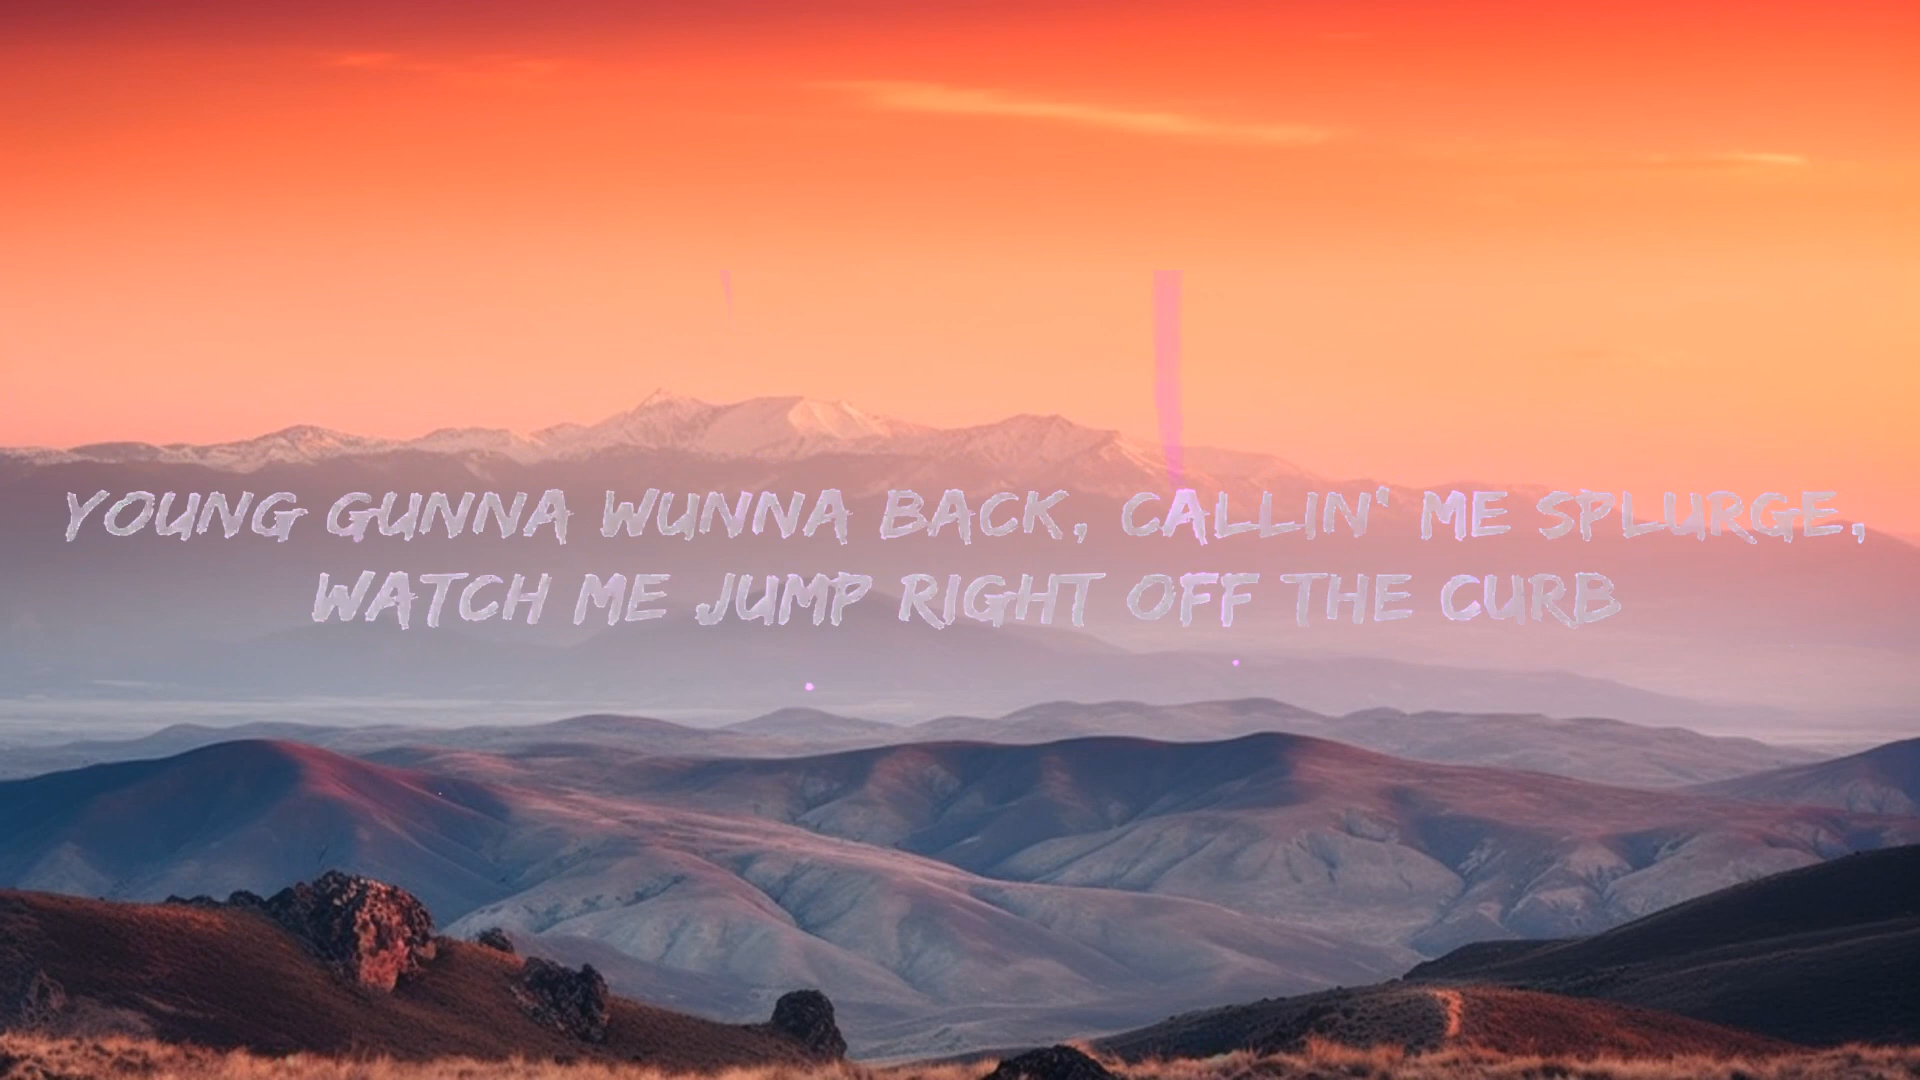 YOUNG GUNNA WUNNA BACK, CALLIN' ME SPLURGE,
WATCH ME JUMP RIGHT OFF THE CURB